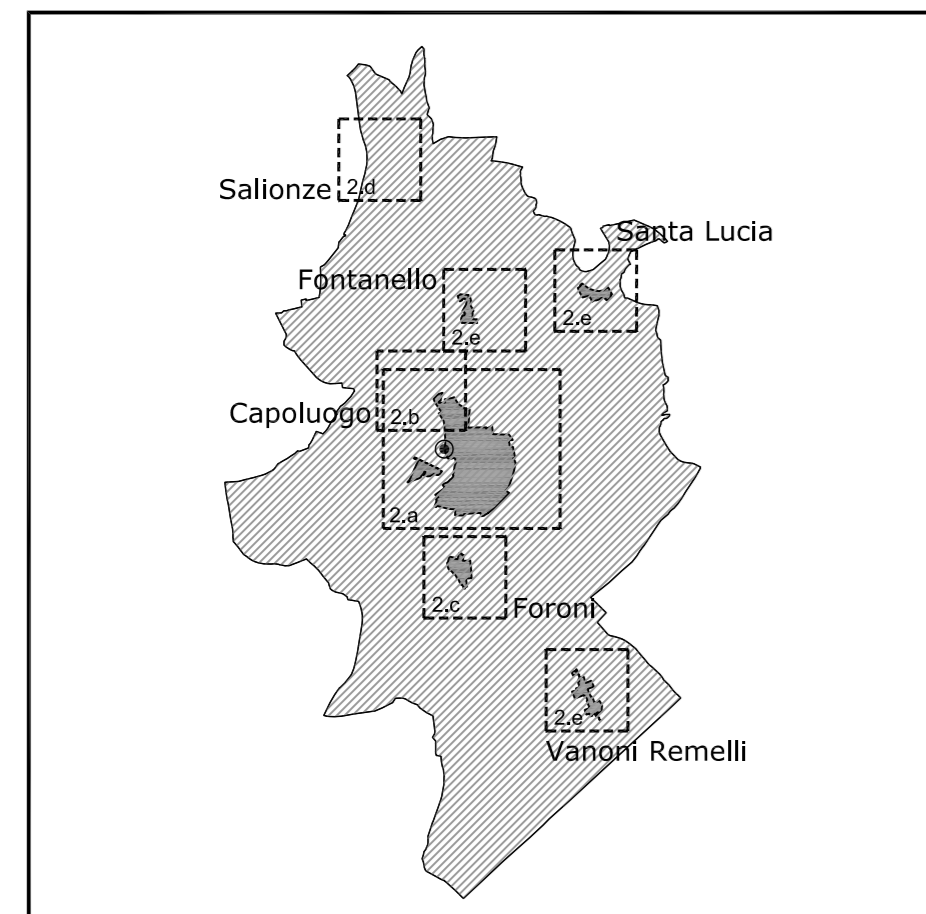 Salionze
2.d
Santa Lucia
Fontanello
2.e
2.e
Capoluogo
2.b
2.a
2.c
Foroni
2.e
Vanoni Remelli